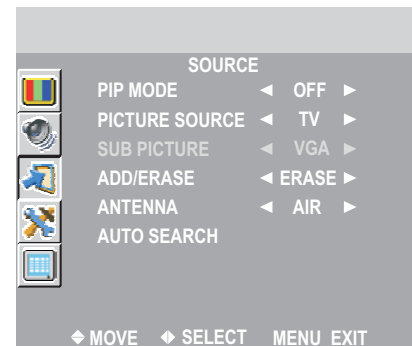 SOURCE
PIP MODE ◄ OFF ►
PICTURE SOURCE ◄ TV ►
SUB PICTURE ◄ VGA ►
ADD/ERASE ◄ ERASE ►
ANTENNA ◄ AIR ►
AUTO SEARCH
MOVE SELECT MENU EXIT